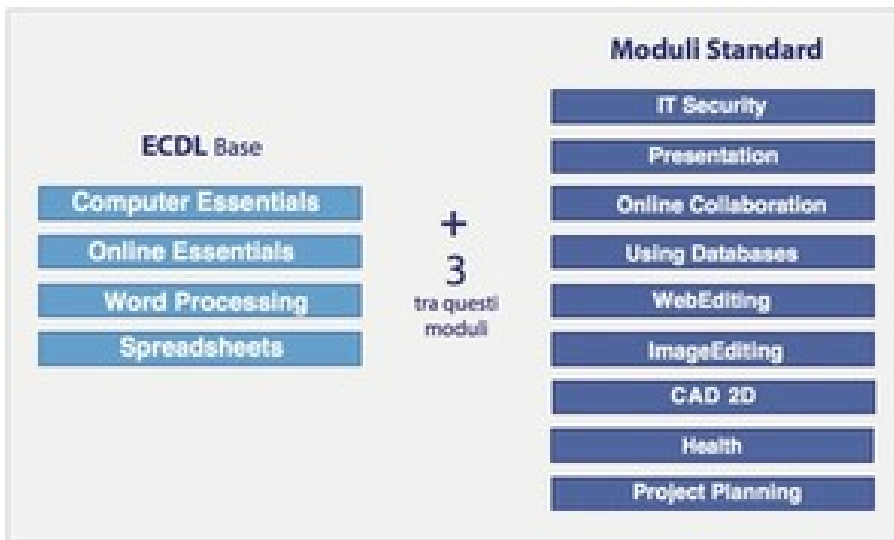 ECDL Base
Computer Essentials
Online Essentials
Word Processing
Spreadsheets
+
3
tra questi
moduli
Moduli Standard
IT Security
Presentation
Online Collaboration
Using Databases
WebEditing
ImageEditing
CAD 2D
Health
Project Planning